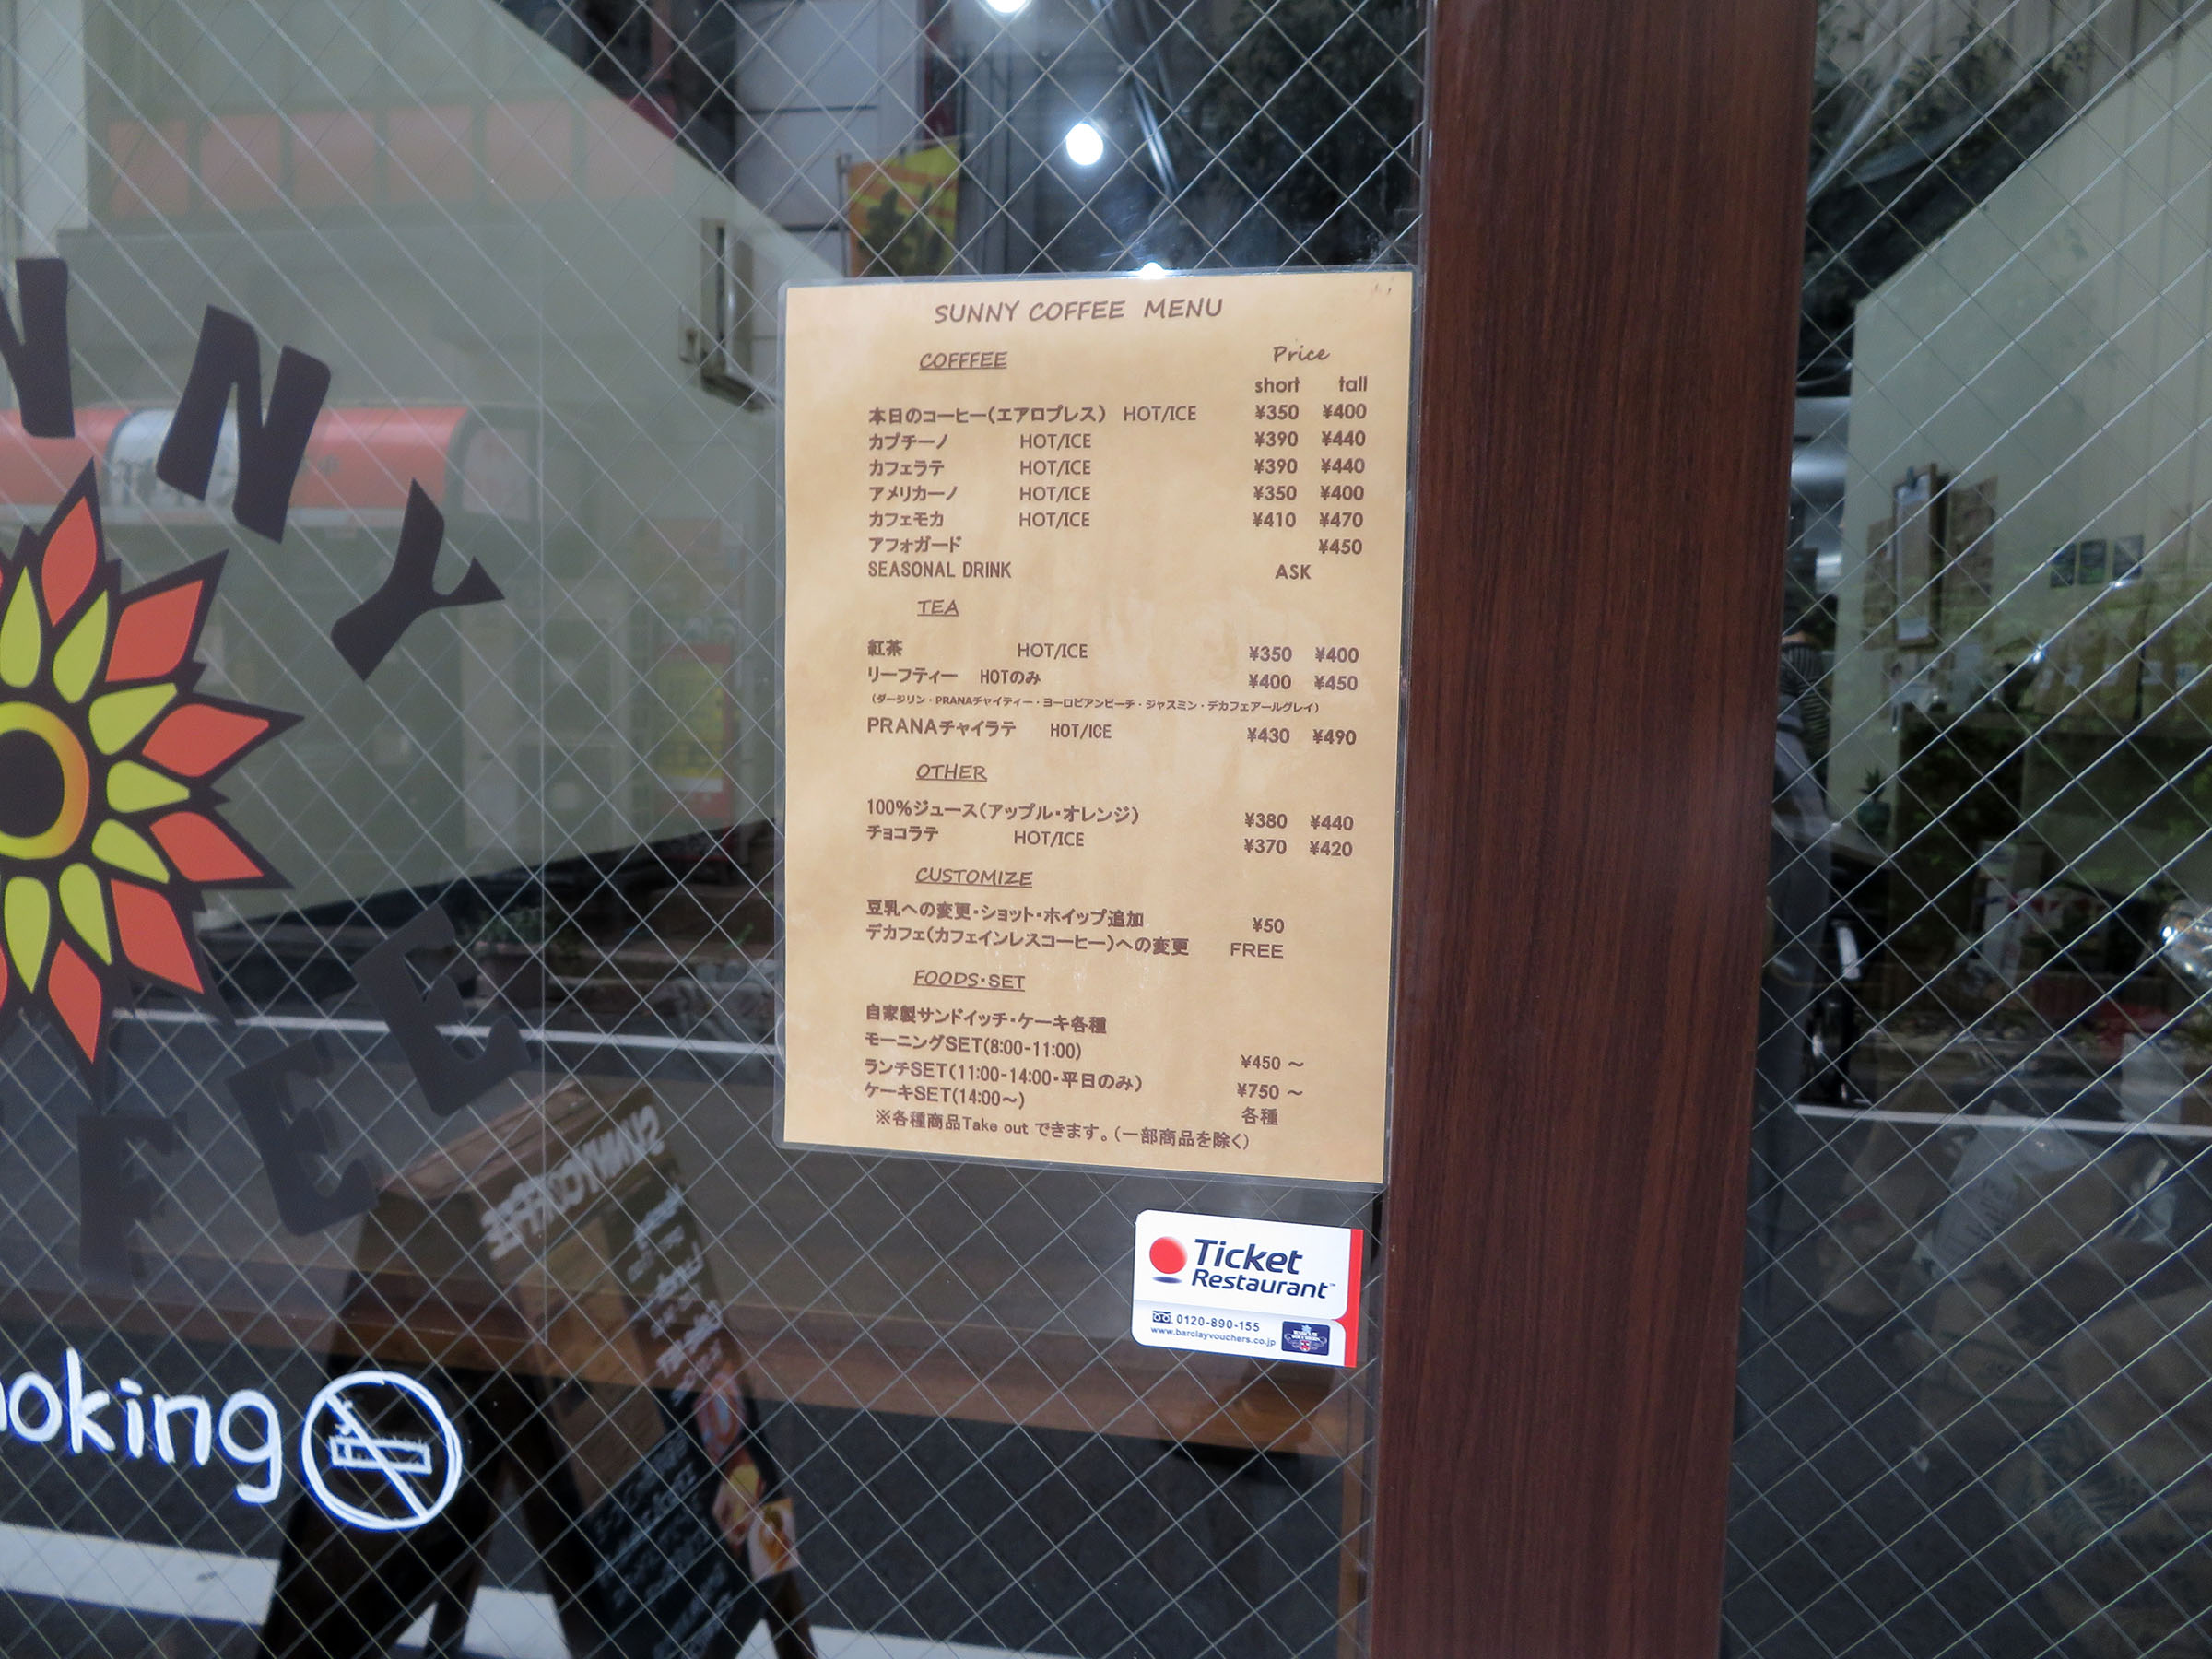 SUNNY COFFEE MENU
COFFFEE Price
short tall
本日のコーヒー(エアロプレス) HOT/ICE ¥350 ¥400
カプチーノ HOT/ICE ¥390 ¥440
カフェラテ HOT/ICE ¥390 ¥440
アメリカーノ HOT/ICE ¥350 ¥400
カフェモカ HOT/ICE ¥410 ¥470
アフォガード ¥450
SEASONAL DRINK ASK
TEA
紅茶 HOT/ICE ¥350 ¥400
リーフティー HOTのみ ¥400 ¥450
(ダージリン・PRANAチャイティー・ヨーロピアンピーチ・ジャスミン・デカフェアールグレイ)
PRANAチャイラテ HOT/ICE ¥430 ¥490
OTHER
100%ジュース(アップル・オレンジ) ¥380 ¥440
チョコラテ HOT/ICE ¥370 ¥420
CUSTOMIZE
豆乳への変更・ショット・ホイップ追加 ¥50
デカフェ(カフェインレスコーヒー)への変更 FREE
FOODS・SET
自家製サンドイッチ・ケーキ各種
モーニングSET(8:00-11:00) ¥450 ～
ランチSET(11:00-14:00・平日のみ) ¥750 ～
ケーキSET(14:00～) 各種
※各種商品Take out できます。(一部商品を除く)
Ticket
Restaurant™
0120-890-155
www.barclayvouchers.co.jp
NNY
FEE
oking